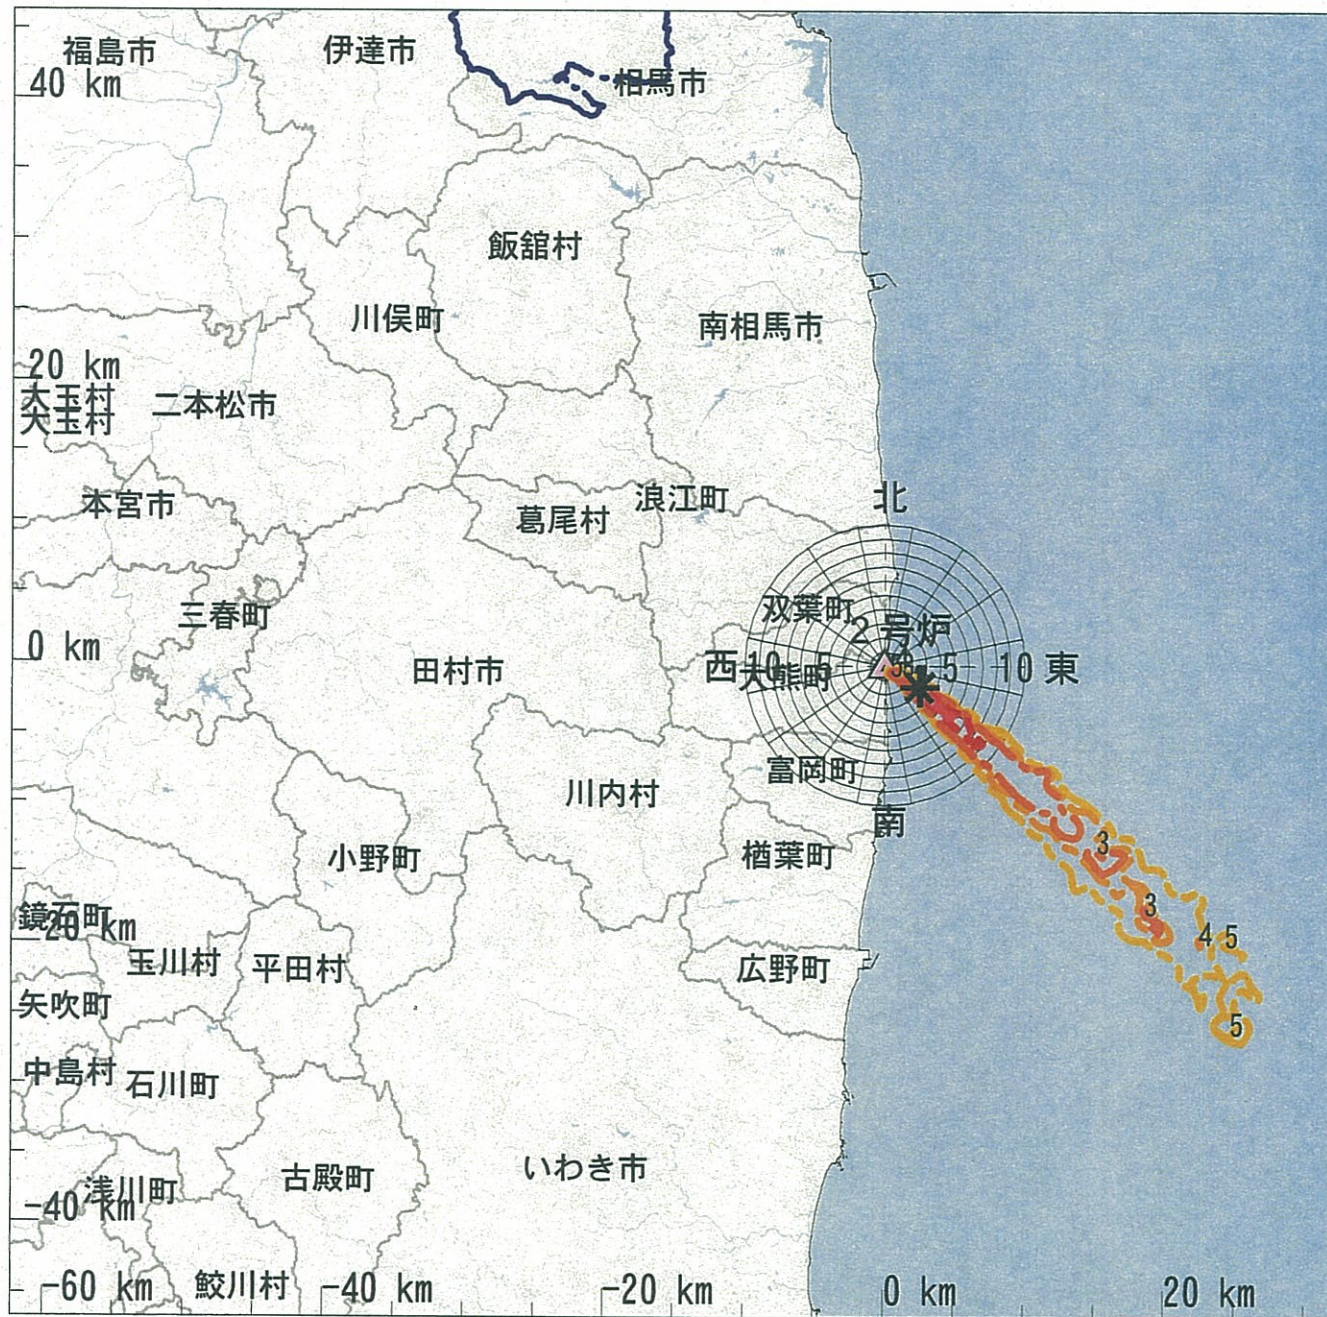 福島市
伊達市
相馬市
40 km
飯舘村
川俣町
南相馬市
20 km
大玉村
大玉村
二本松市
本宮市
浪江町
北
葛尾村
三春町
双葉町
2号炉
0 km
田村市
西 10 5 5 10 東
大熊町
富岡町
川内村
南
小野町
楢葉町
3
鏡石町
-20 km
3
4 5
玉川村
平田村
広野町
矢吹町
5
中島村
石川町
いわき市
古殿町
浅川町
-40 km
鮫川村
-60 km
-40 km
-20 km
0 km
20 km